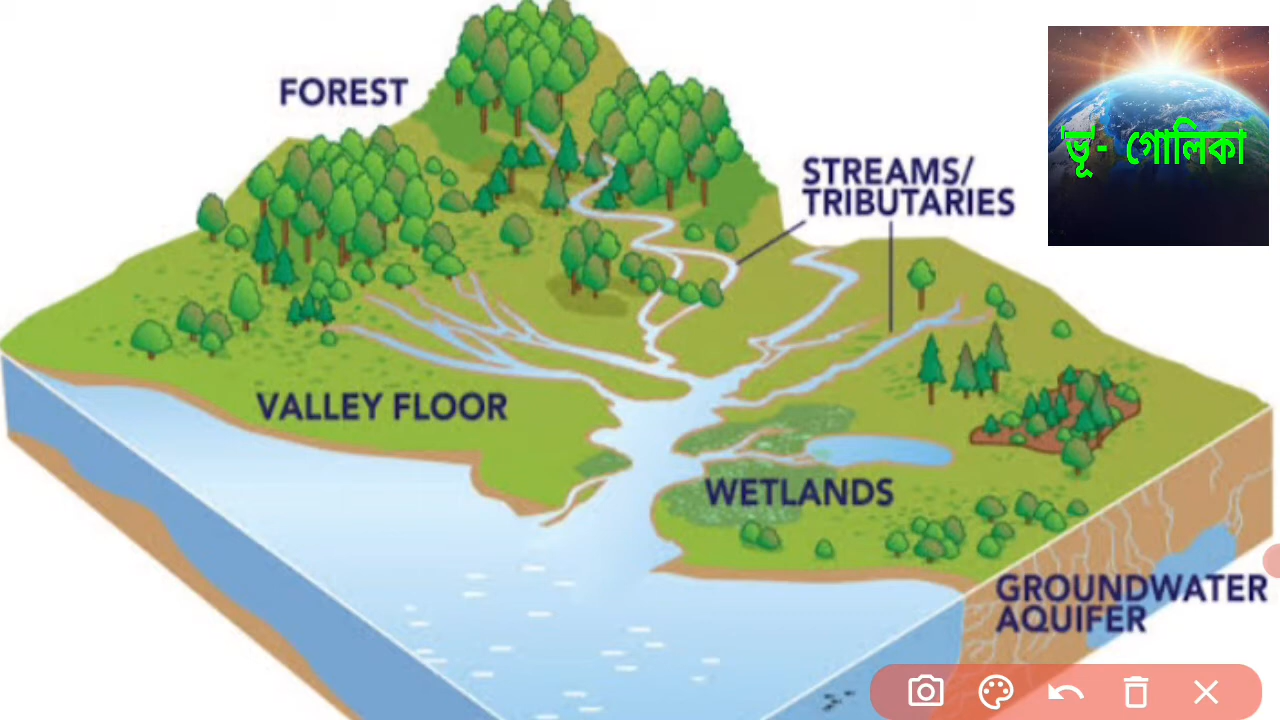 FOREST
'ভূ'- গোলিকা
STREAMS/
TRIBUTARIES
VALLEY FLOOR
WETLANDS
GROUNDWATER
AQUIFER